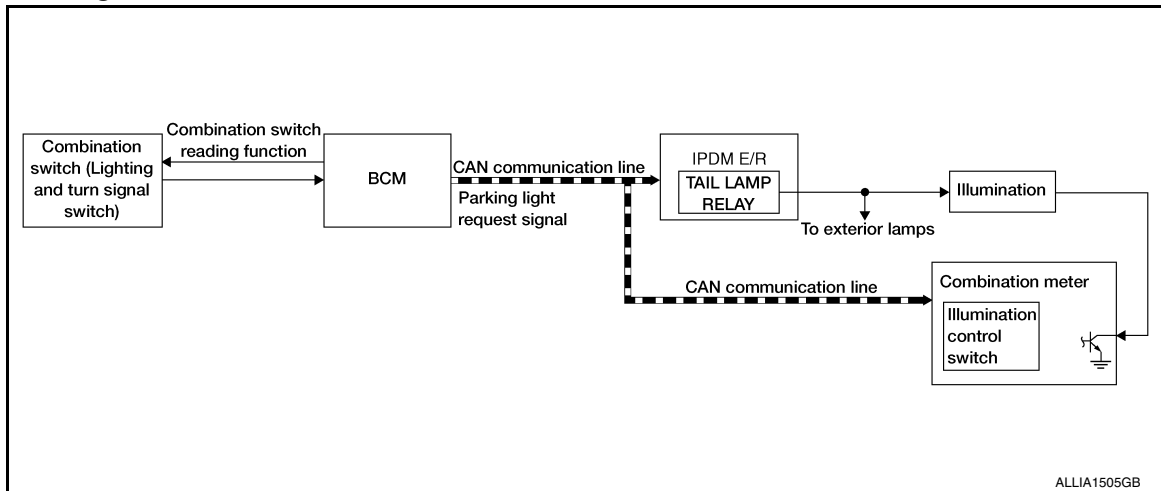 Combination
switch (Lighting
and turn signal
switch)
Combination switch
reading function
BCM
CAN communication line
Parking light
request signal
IPDM E/R
TAIL LAMP
RELAY
To exterior lamps
Illumination
CAN communication line
Combination meter
Illumination
control
switch
ALLIA1505GB